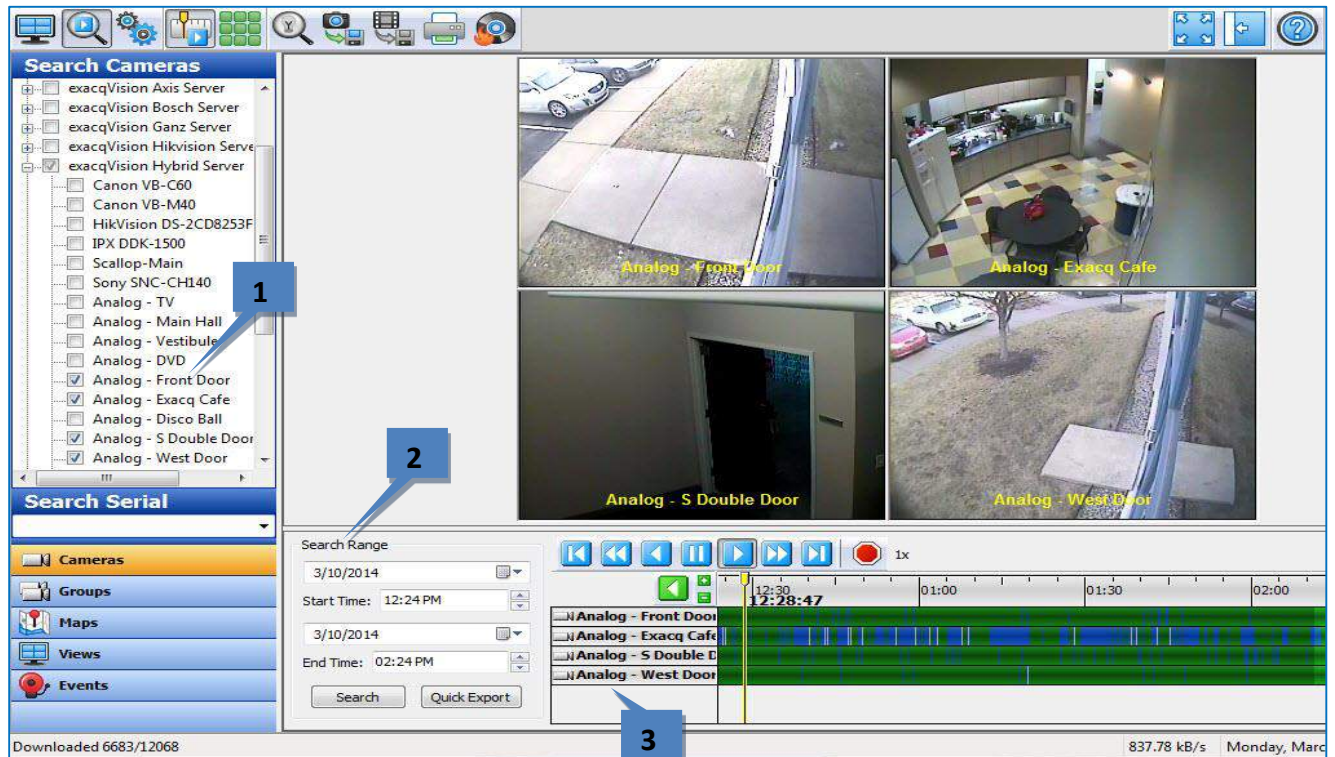 Search Cameras
exacqVision Axis Server
exacqVision Bosch Server
exacqVision Ganz Server
exacqVision Hikvision Serve
exacqVision Hybrid Server
Canon VB-C60
Canon VB-M40
HikVision DS-2CD8253F
IPX DDK-1500
Scallop-Main
Sony SNC-CH140
Analog - TV
Analog - Main Hall
Analog - Vestibule
Analog - DVD
Analog - Front Door
Analog - Exacq Cafe
Analog - Disco Ball
Analog - S Double Door
Analog - West Door
1
Search Serial
Cameras
Groups
Maps
Views
Events
Analog - Front Door
Analog - Exacq Cafe
Analog - S Double Door
Analog - West Door
2
Search Range
3/10/2014
Start Time: 12:24 PM
3/10/2014
End Time: 02:24 PM
Search Quick Export
1x
12:30 01:00 01:30 02:00
12:28:47
Analog - Front Door
Analog - Exacq Cafe
Analog - S Double D
Analog - West Door
3
Downloaded 6683/12068
837.78 kB/s Monday, Marc